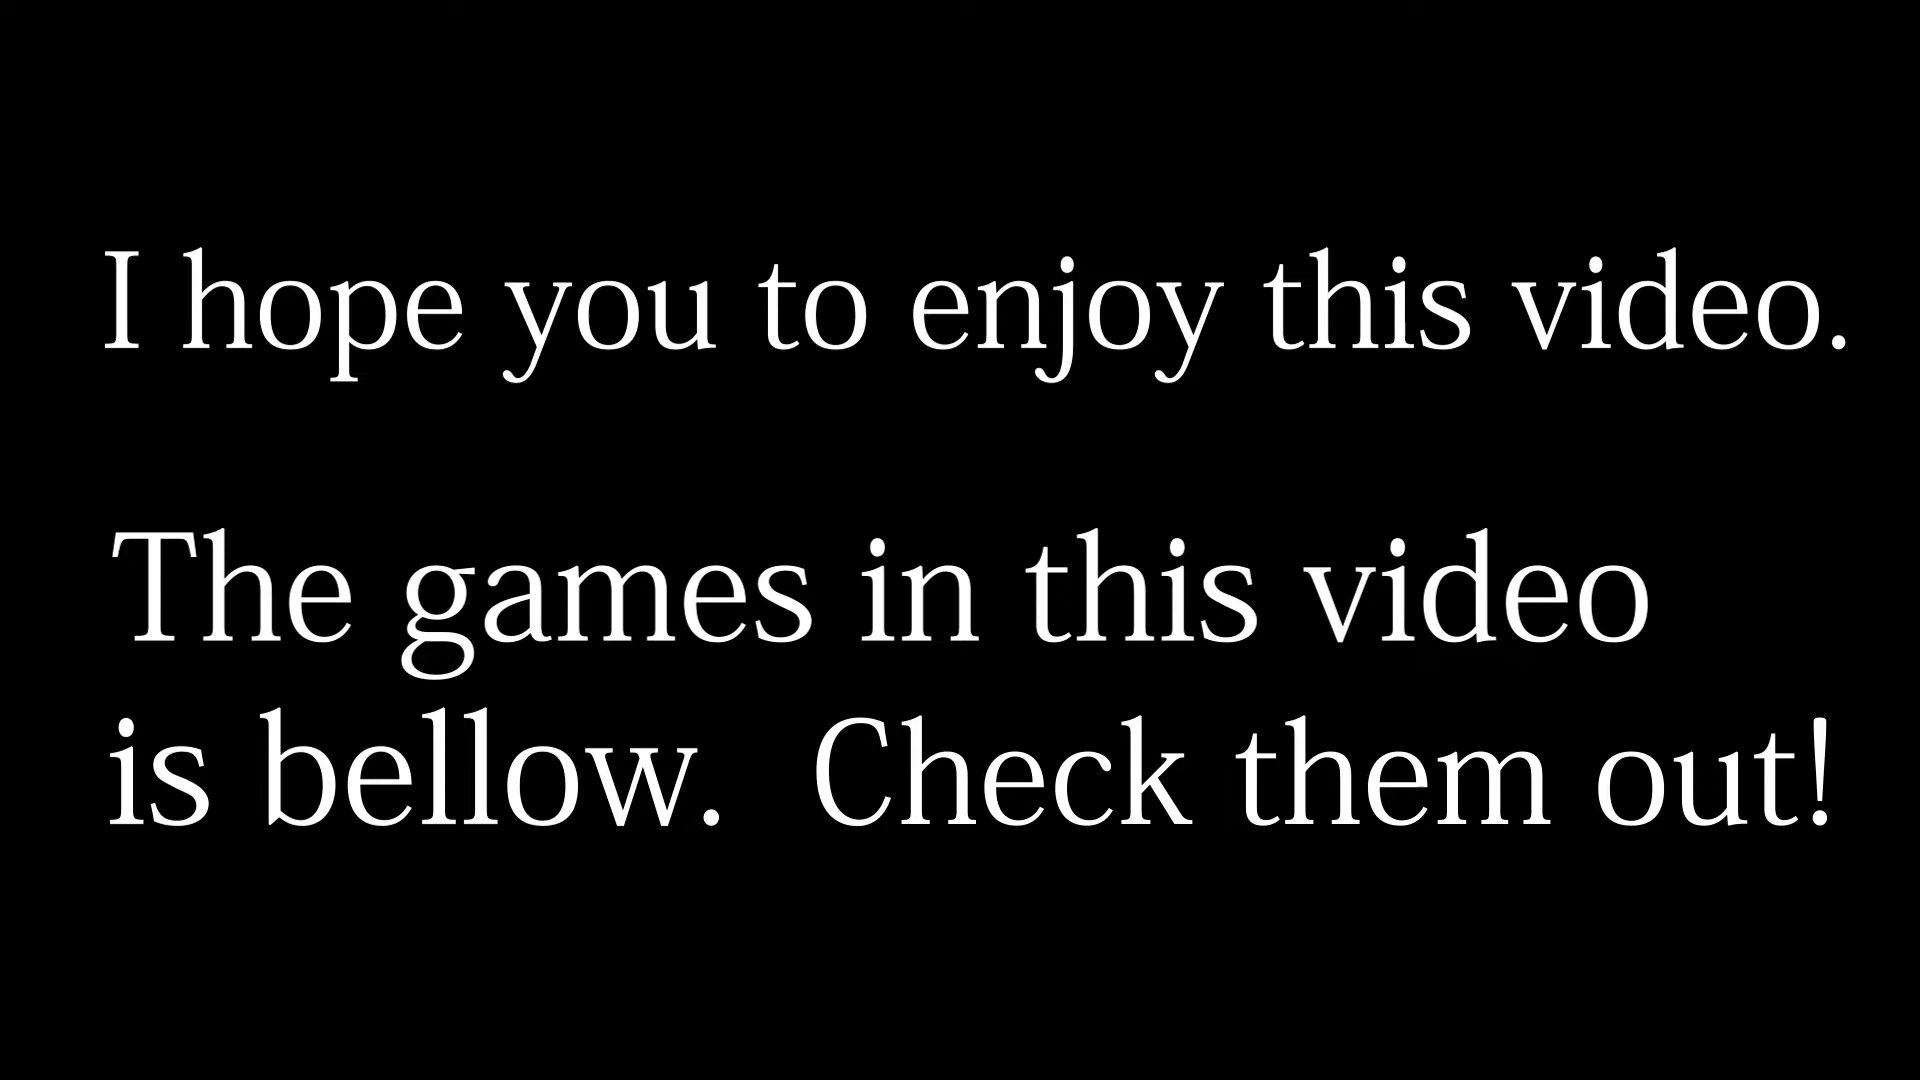 I hope you to enjoy this video.
The games in this video
is bellow. Check them out!